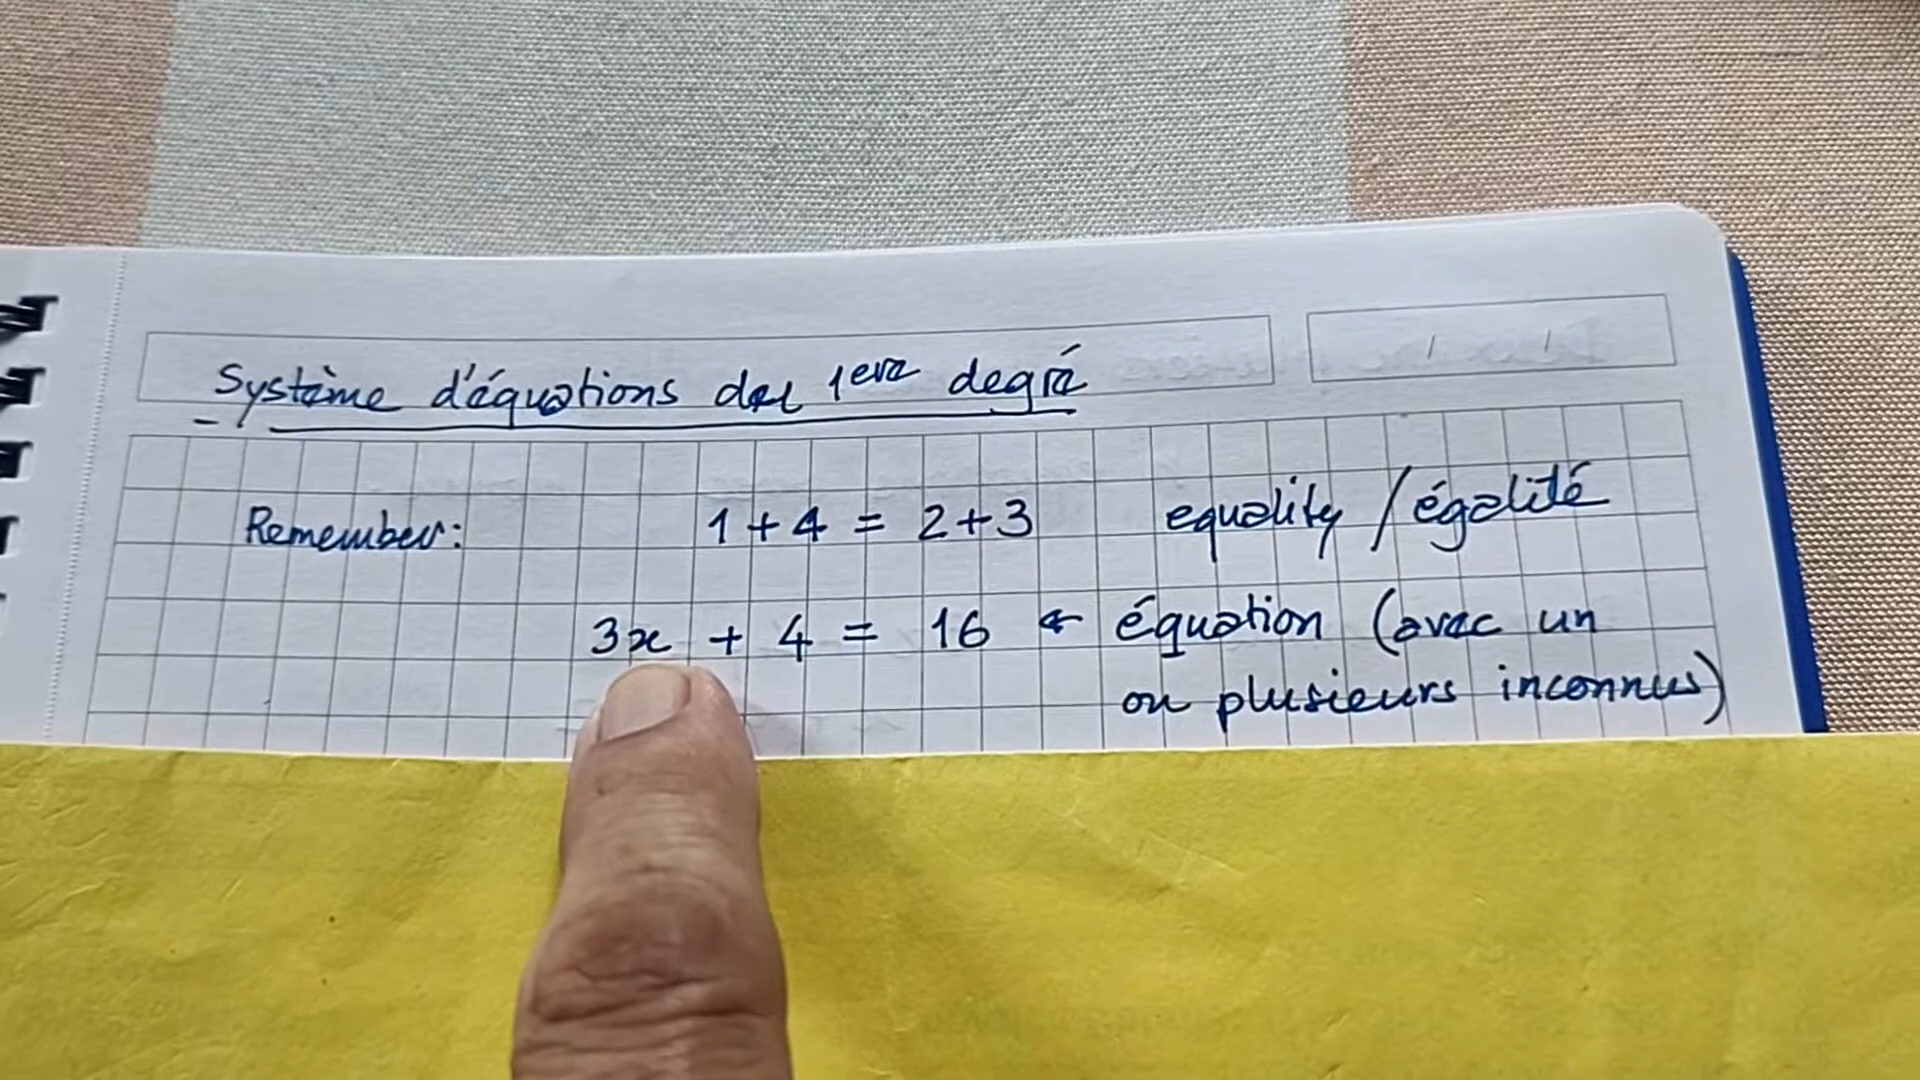 Système d'équations du 1ere degré
Remember: 1 + 4 = 2 + 3 equality / égalité
3x + 4 = 16 ← équation (avec un
ou plusieurs inconnus)